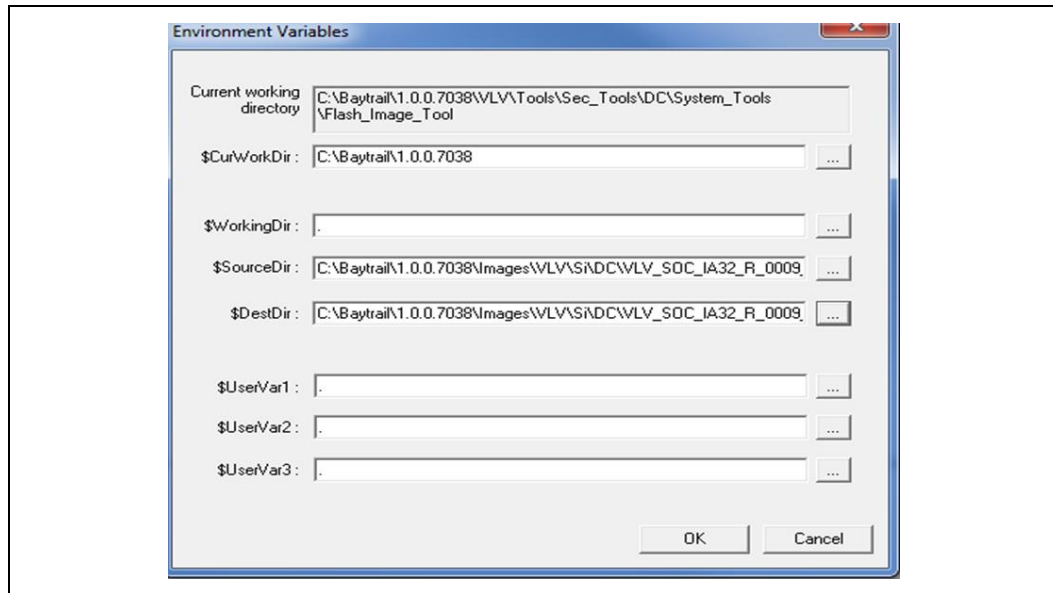 Environment Variables
Current working
directory
C:\Baytrail\1.0.0.7038\VLV\Tools\Sec_Tools\DC\System_Tools
\Flash_Image_Tool
$CurWorkDir : C:\Baytrail\1.0.0.7038 ...
$WorkingDir : . ...
$SourceDir : C:\Baytrail\1.0.0.7038\Images\VLV\Si\DC\VLV_SOC_IA32_R_0009_ ...
$DestDir : C:\Baytrail\1.0.0.7038\Images\VLV\Si\DC\VLV_SOC_IA32_R_0009_ ...
$UserVar1 : . ...
$UserVar2 : . ...
$UserVar3 : . ...
OK Cancel